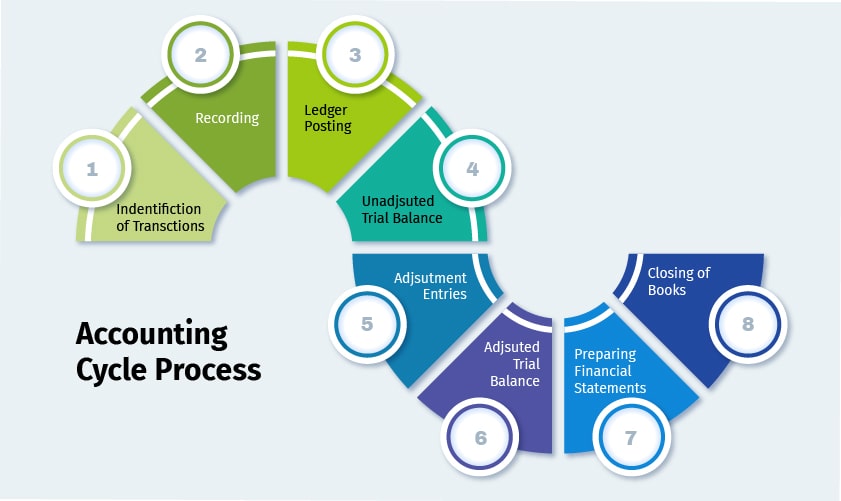 1
Indentifiction
of Transctions
2
Recording
3
Ledger
Posting
4
Unadjsuted
Trial Balance
5
Adjsutment
Entries
6
Adjsuted
Trial
Balance
7
Preparing
Financial
Statements
8
Closing of
Books
Accounting
Cycle Process